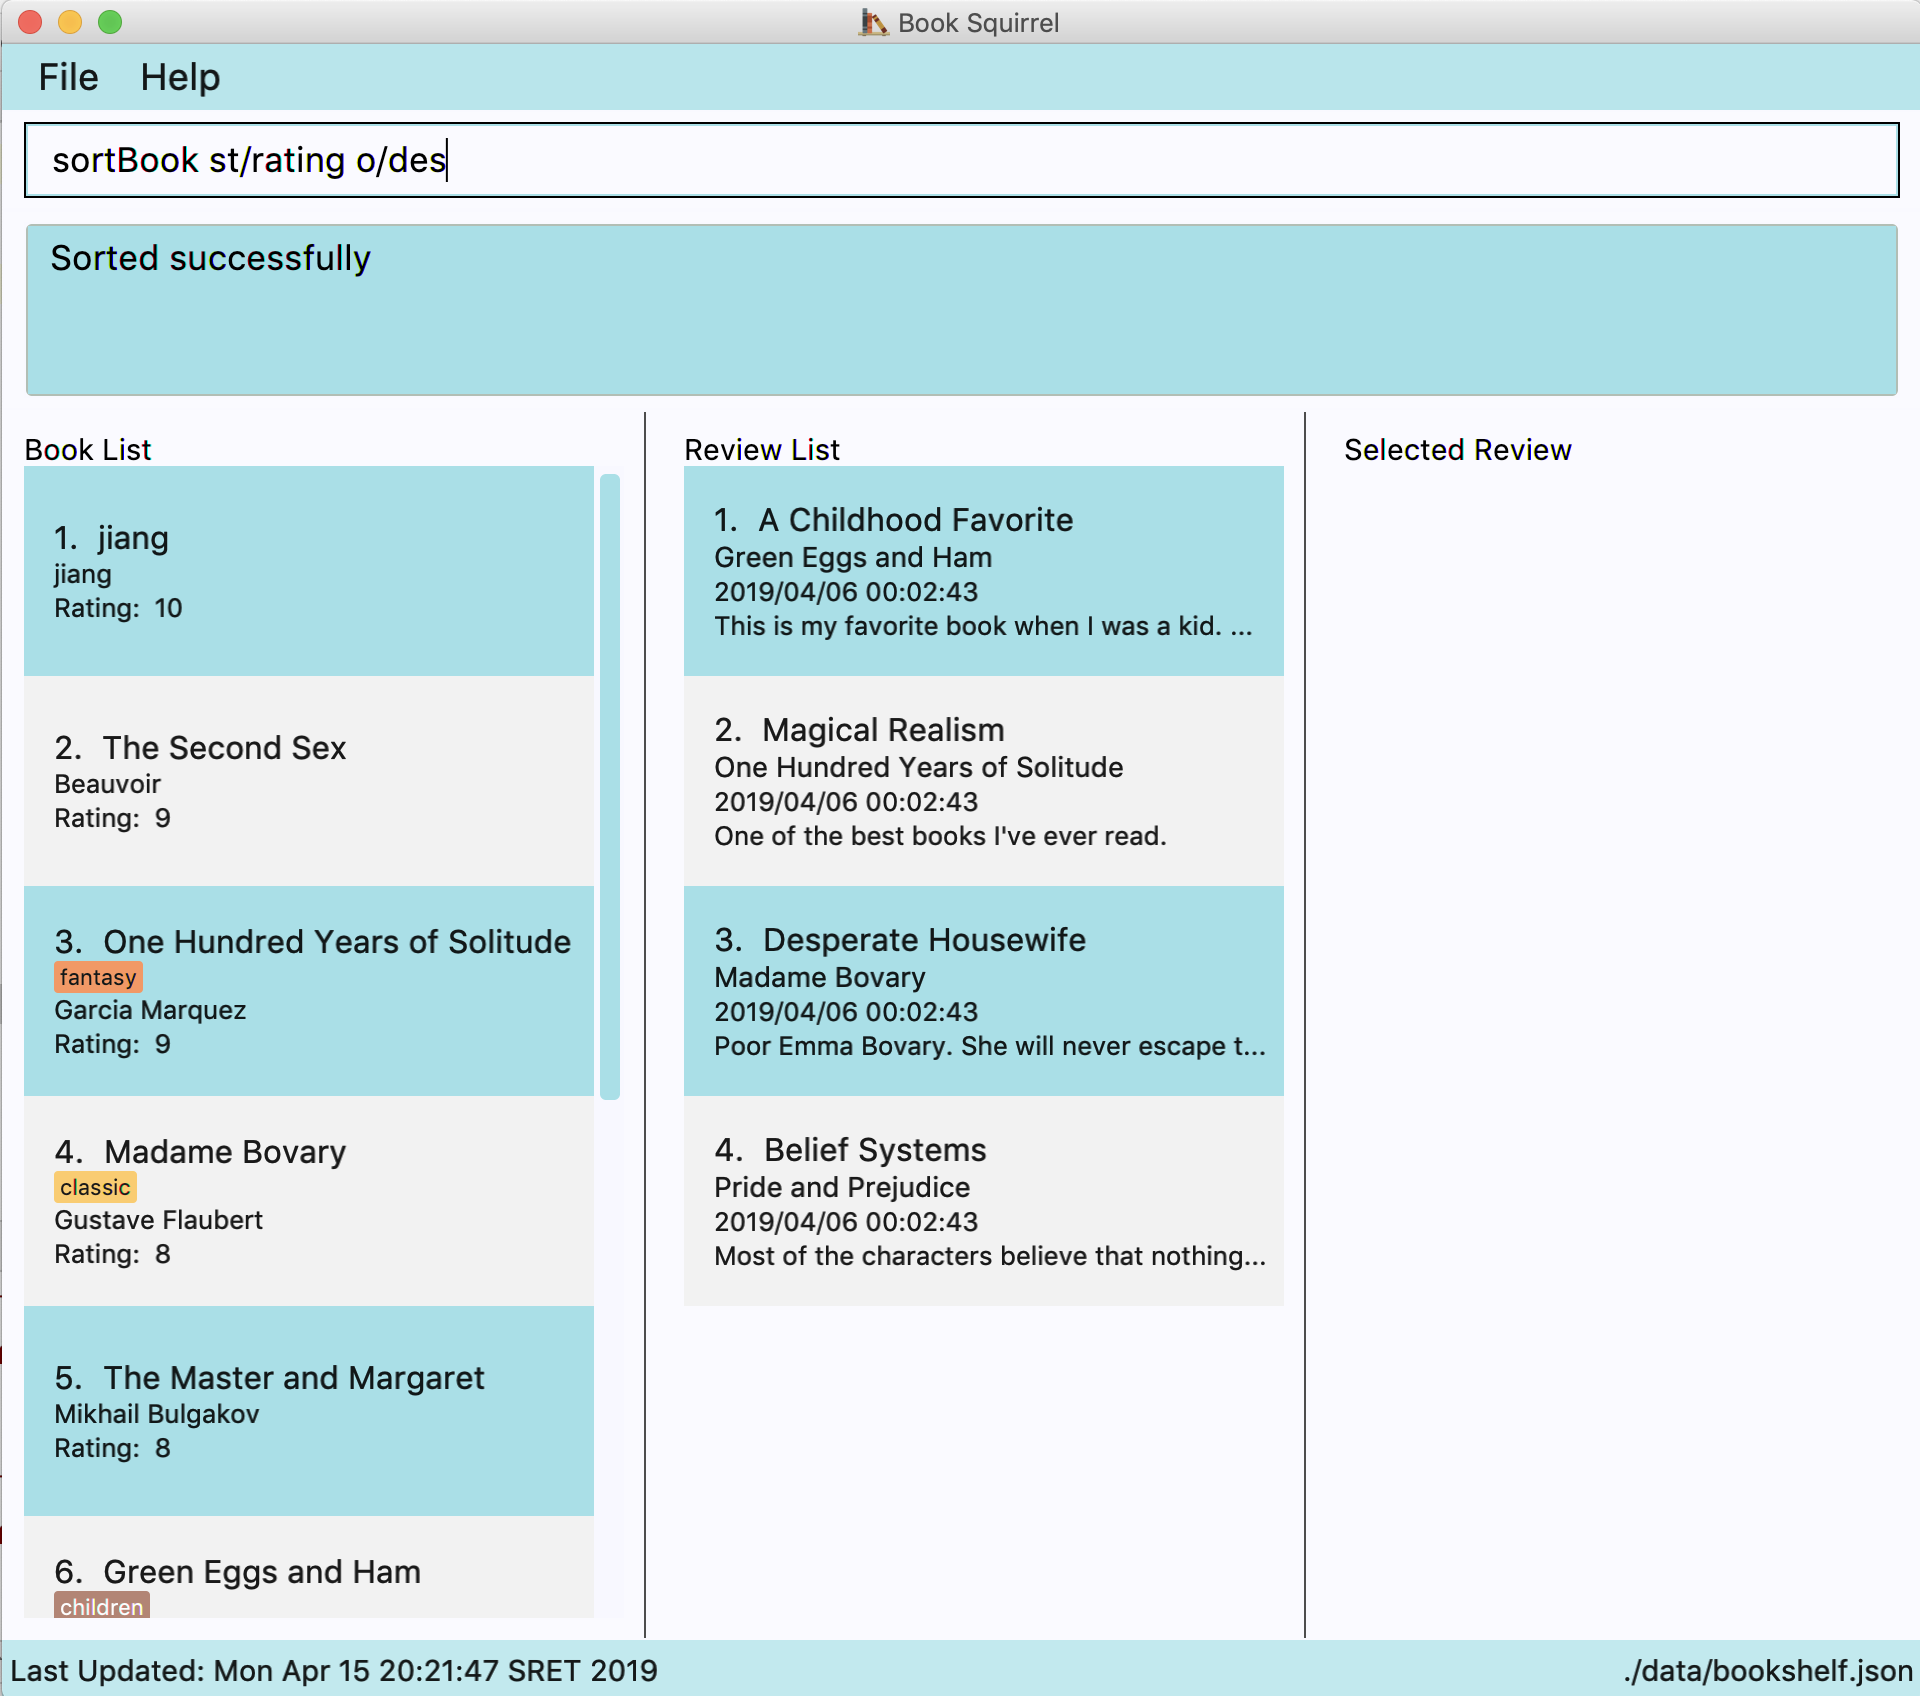 Book Squirrel
File Help
sortBook st/rating o/des
Sorted successfully
Book List
1. jiang
jiang
Rating: 10
2. The Second Sex
Beauvoir
Rating: 9
3. One Hundred Years of Solitude
fantasy
Garcia Marquez
Rating: 9
4. Madame Bovary
classic
Gustave Flaubert
Rating: 8
5. The Master and Margaret
Mikhail Bulgakov
Rating: 8
6. Green Eggs and Ham
children
Review List
1. A Childhood Favorite
Green Eggs and Ham
2019/04/06 00:02:43
This is my favorite book when I was a kid. ...
2. Magical Realism
One Hundred Years of Solitude
2019/04/06 00:02:43
One of the best books I've ever read.
3. Desperate Housewife
Madame Bovary
2019/04/06 00:02:43
Poor Emma Bovary. She will never escape t...
4. Belief Systems
Pride and Prejudice
2019/04/06 00:02:43
Most of the characters believe that nothing...
Selected Review
Last Updated: Mon Apr 15 20:21:47 SRET 2019
./data/bookshelf.json